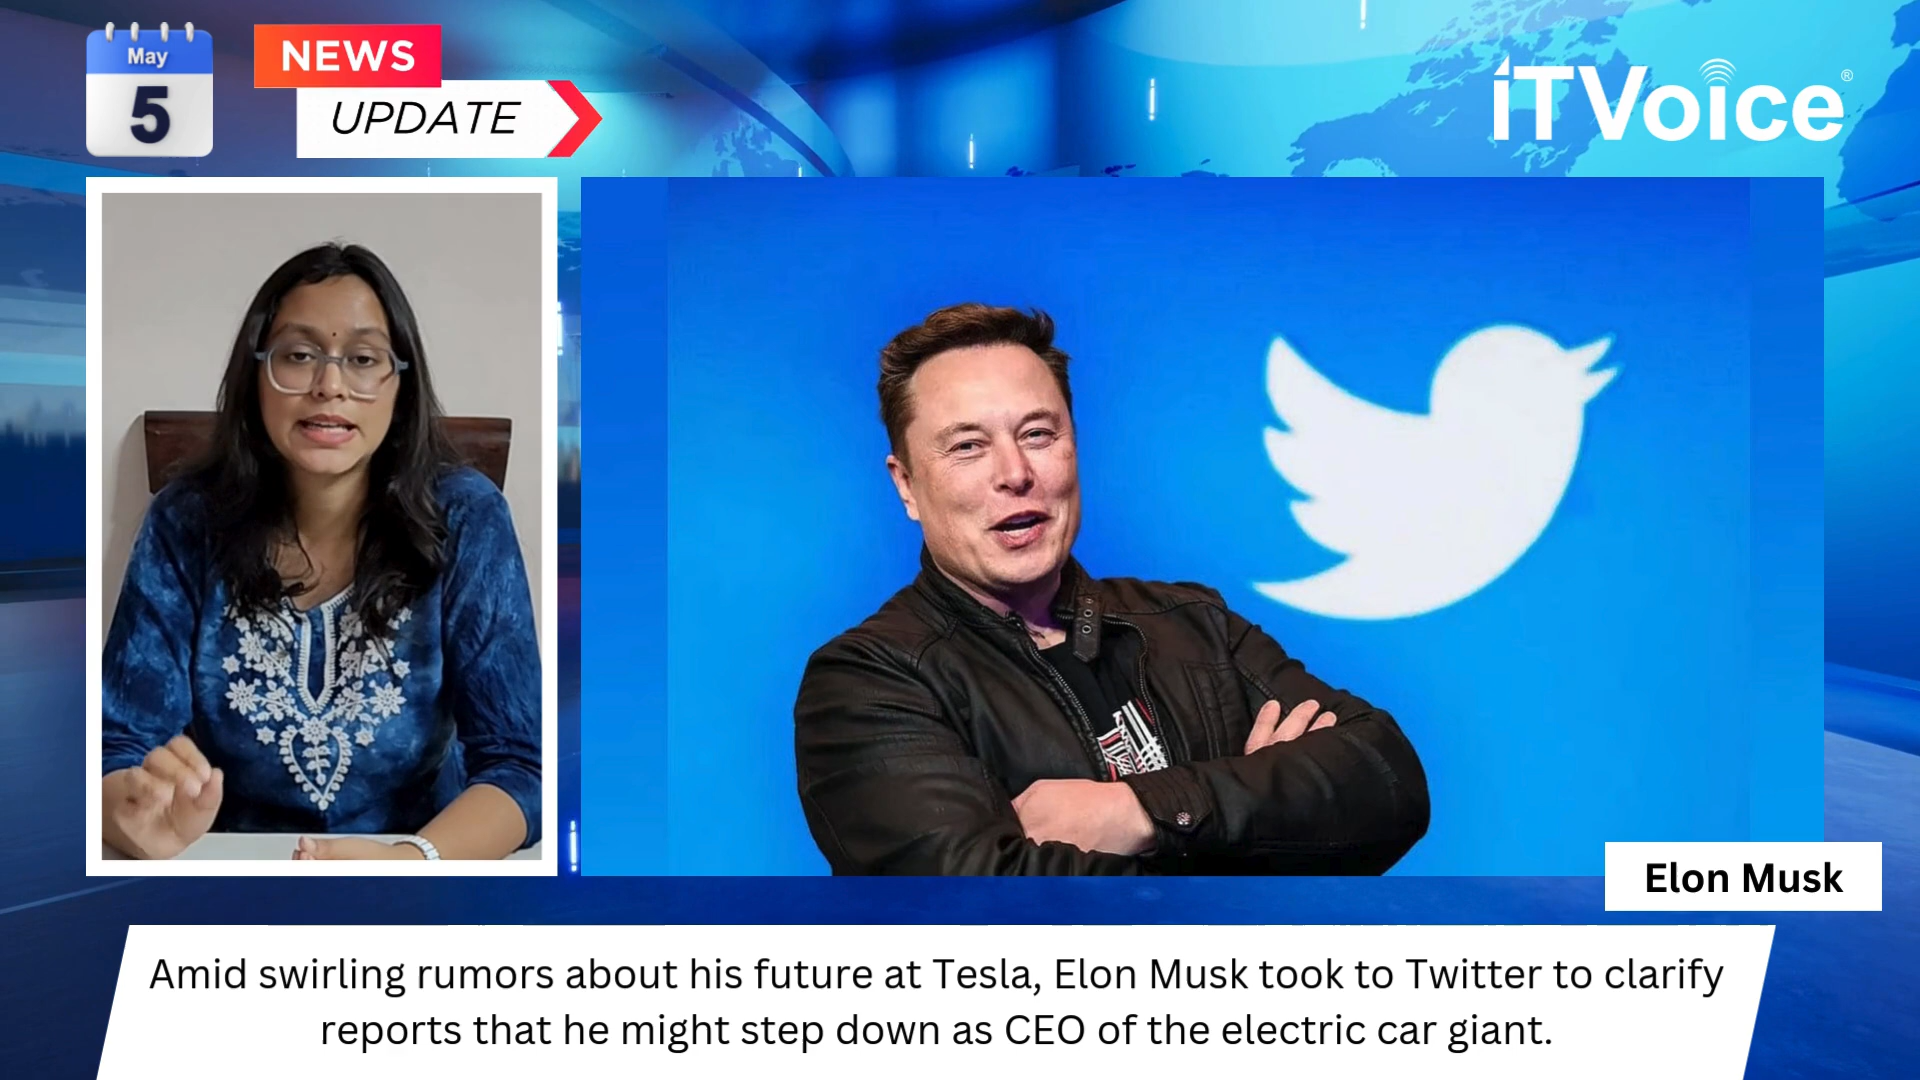 May
5
NEWS
UPDATE
iTVoice®
Elon Musk
Amid swirling rumors about his future at Tesla, Elon Musk took to Twitter to clarify
reports that he might step down as CEO of the electric car giant.